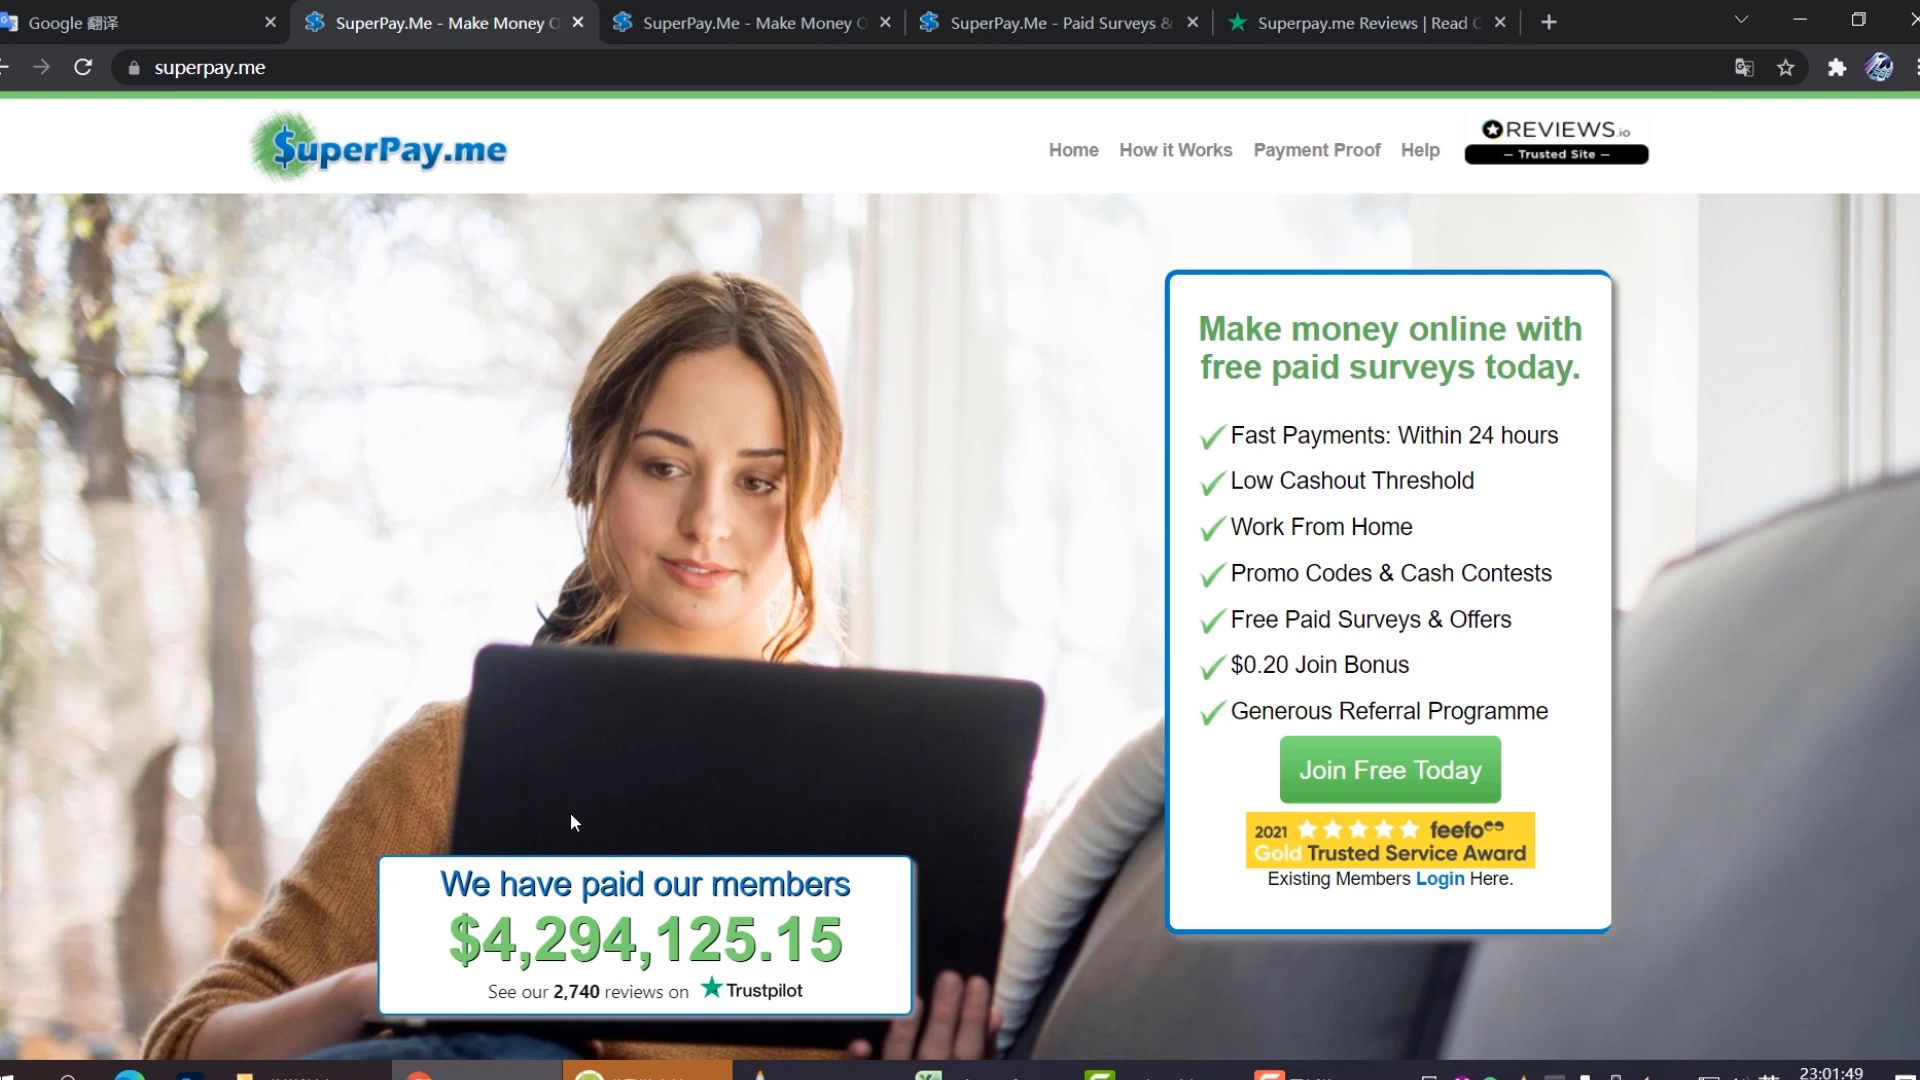 Google 翻译
SuperPay.Me - Make Money O
SuperPay.Me - Make Money O
SuperPay.Me - Paid Surveys &
Superpay.me Reviews | Read C
superpay.me
$uperPay.me
Home
How it Works
Payment Proof
Help
REVIEWS.io
— Trusted Site —
Make money online with
free paid surveys today.
Fast Payments: Within 24 hours
Low Cashout Threshold
Work From Home
Promo Codes & Cash Contests
Free Paid Surveys & Offers
$0.20 Join Bonus
Generous Referral Programme
Join Free Today
2021 feefo
Gold Trusted Service Award
Existing Members Login Here.
We have paid our members
$4,294,125.15
See our 2,740 reviews on Trustpilot
23:01:49